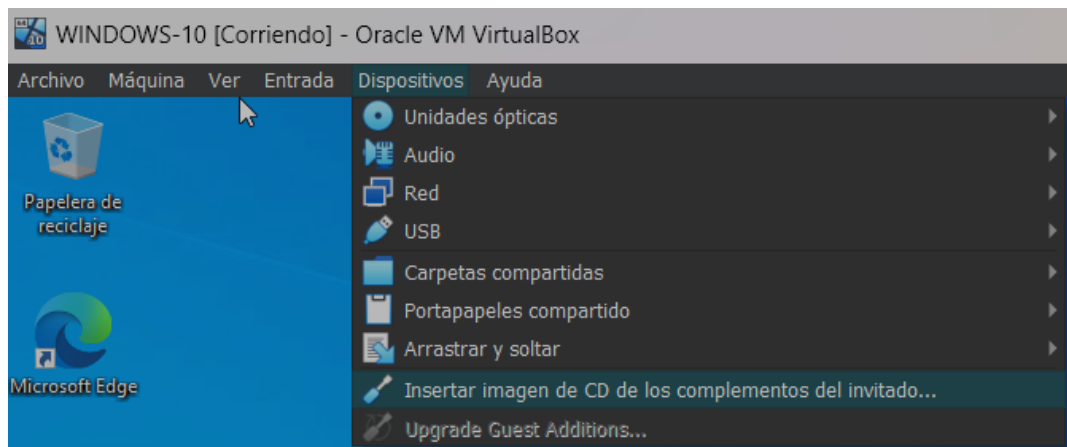 WINDOWS-10 [Corriendo] - Oracle VM VirtualBox
Archivo Máquina Ver Entrada Dispositivos Ayuda
Papelera de
reciclaje
Microsoft Edge
Unidades ópticas
Audio
Red
USB
Carpetas compartidas
Portapapeles compartido
Arrastrar y soltar
Insertar imagen de CD de los complementos del invitado...
Upgrade Guest Additions...